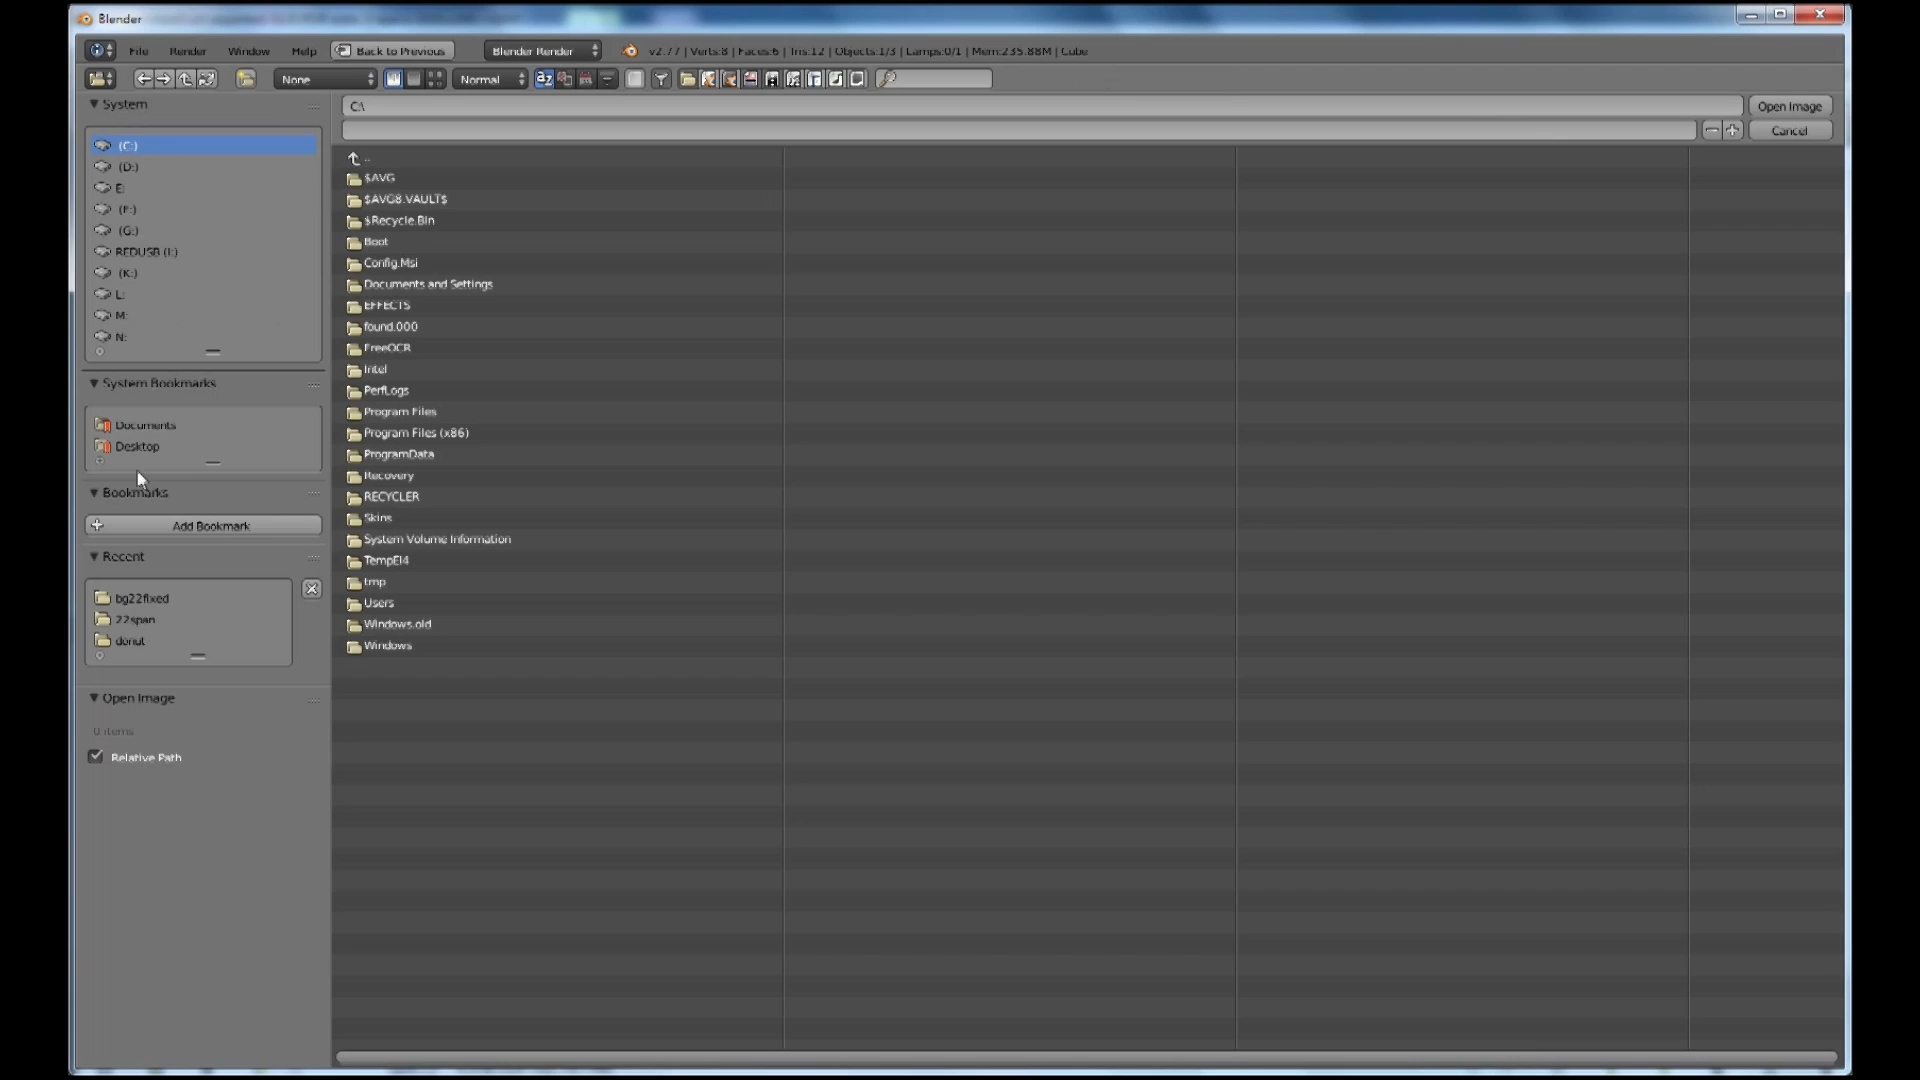 Blender
File Render Window Help Back to Previous Blender Render v2.77 | Verts:8 | Faces:6 | Tris:12 | Objects:1/3 | Lamps:0/1 | Mem:235.88M | Cube
None Normal
System
C:\ Open Image
Cancel
(C:)
(D:)
E:
(F:)
(G:)
REDUSB (I:)
(K:)
L:
M:
N:
System Bookmarks
Documents
Desktop
Bookmarks
Add Bookmark
Recent
bg22fixed
22span
donut
Open Image
0 items
Relative Path
..
$AVG
$AVG8.VAULT$
$Recycle.Bin
Boot
Config.Msi
Documents and Settings
EFFECTS
found.000
FreeOCR
Intel
PerfLogs
Program Files
Program Files (x86)
ProgramData
Recovery
RECYCLER
Skins
System Volume Information
TempEI4
tmp
Users
Windows.old
Windows